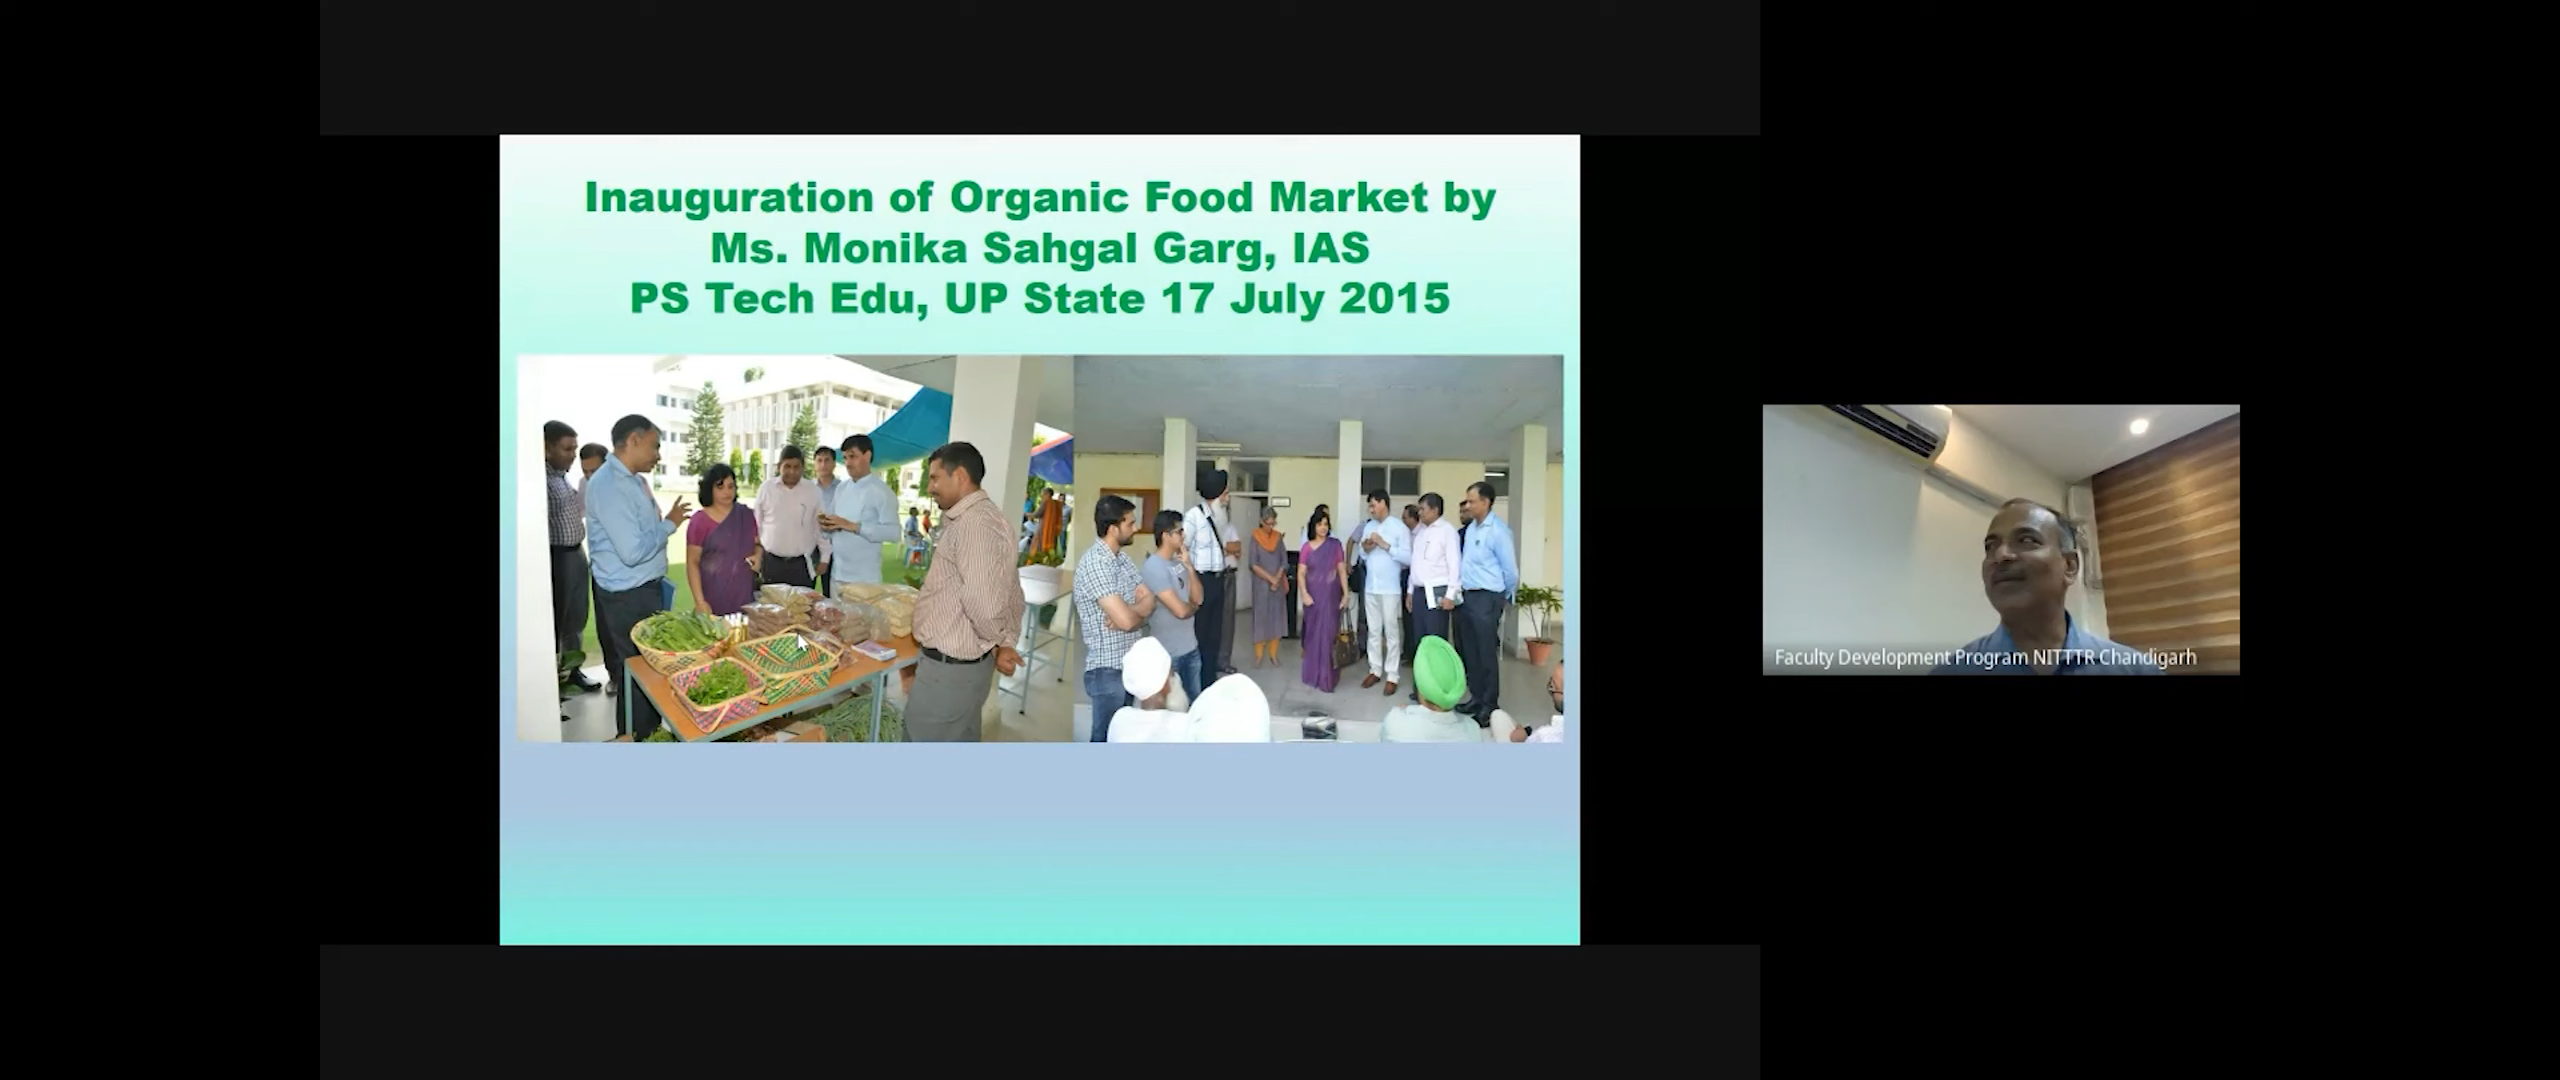 Inauguration of Organic Food Market by
Ms. Monika Sahgal Garg, IAS
PS Tech Edu, UP State 17 July 2015
Faculty Development Program NITTTR Chandigarh